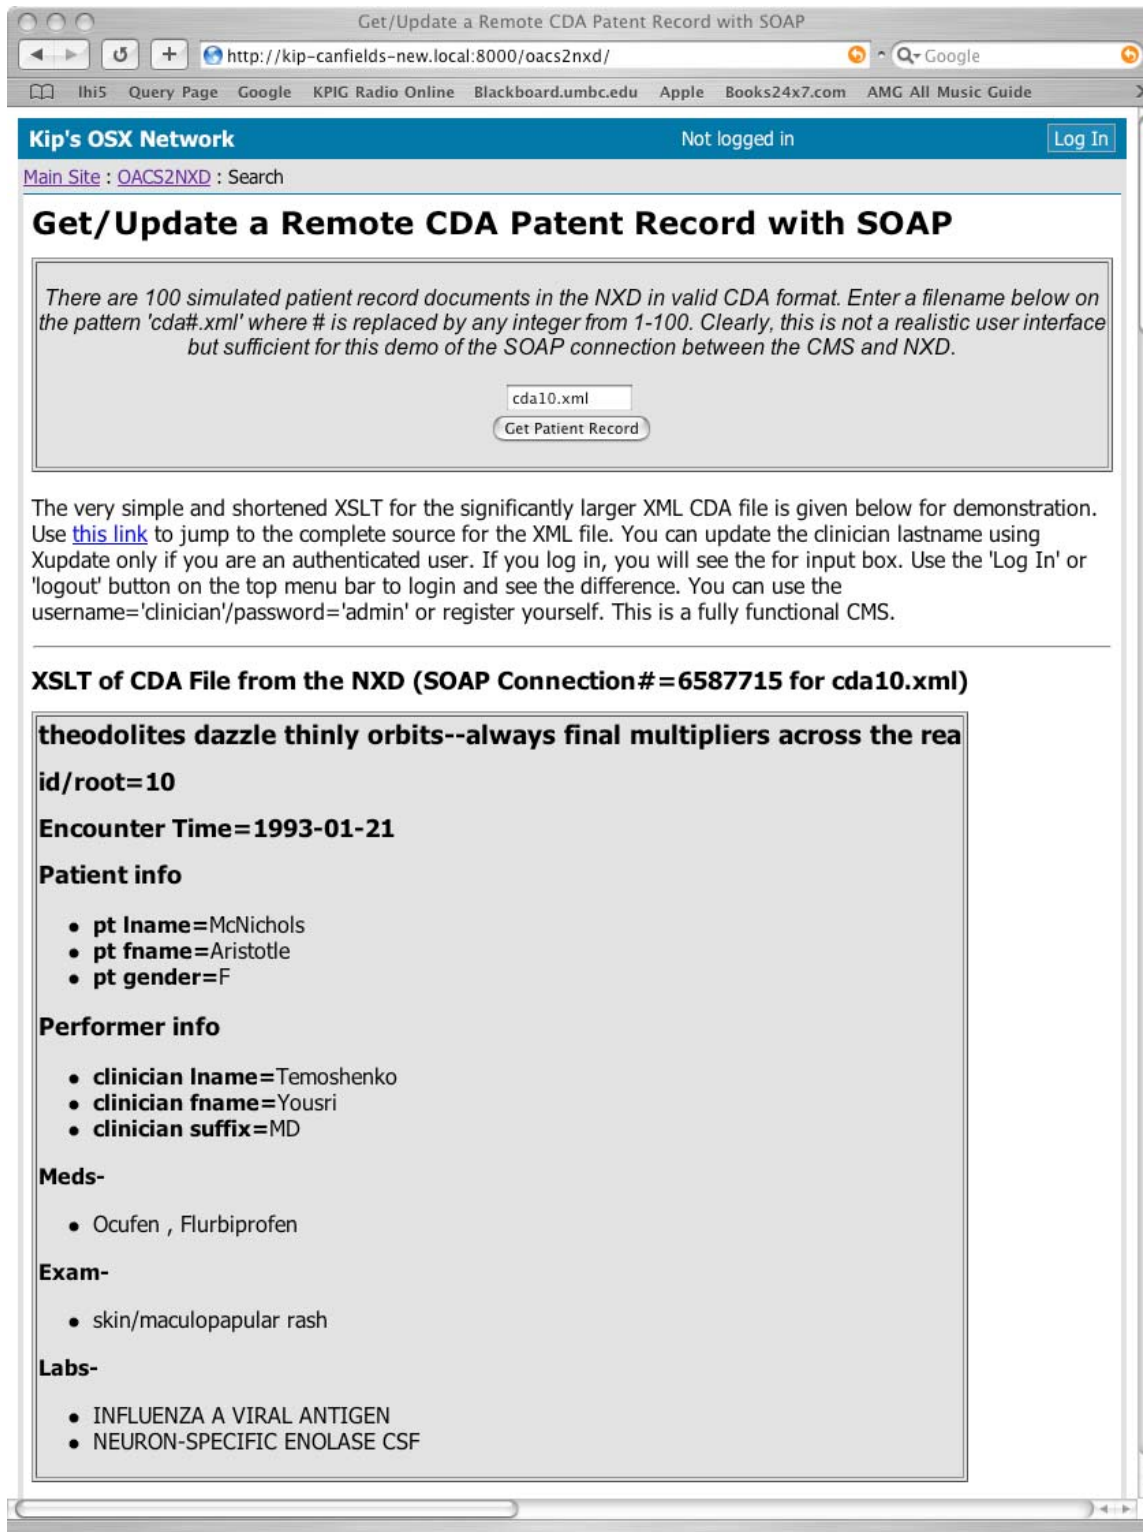 Get/Update a Remote CDA Patent Record with SOAP
http://kip-canfields-new.local:8000/oacs2nxd/
Google
lhi5 Query Page Google KPIG Radio Online Blackboard.umbc.edu Apple Books24x7.com AMG All Music Guide
Kip's OSX Network Not logged in Log In
Main Site : OACS2NXD : Search
Get/Update a Remote CDA Patent Record with SOAP
There are 100 simulated patient record documents in the NXD in valid CDA format. Enter a filename below on
the pattern 'cda#.xml' where # is replaced by any integer from 1-100. Clearly, this is not a realistic user interface
but sufficient for this demo of the SOAP connection between the CMS and NXD.
cda10.xml
Get Patient Record
The very simple and shortened XSLT for the significantly larger XML CDA file is given below for demonstration.
Use this link to jump to the complete source for the XML file. You can update the clinician lastname using
Xupdate only if you are an authenticated user. If you log in, you will see the for input box. Use the 'Log In' or
'logout' button on the top menu bar to login and see the difference. You can use the
username='clinician'/password='admin' or register yourself. This is a fully functional CMS.
XSLT of CDA File from the NXD (SOAP Connection#=6587715 for cda10.xml)
theodolites dazzle thinly orbits--always final multipliers across the rea
id/root=10
Encounter Time=1993-01-21
Patient info
• pt lname=McNichols
• pt fname=Aristotle
• pt gender=F
Performer info
• clinician lname=Temoshenko
• clinician fname=Yousri
• clinician suffix=MD
Meds-
• Ocufen , Flurbiprofen
Exam-
• skin/maculopapular rash
Labs-
• INFLUENZA A VIRAL ANTIGEN
• NEURON-SPECIFIC ENOLASE CSF